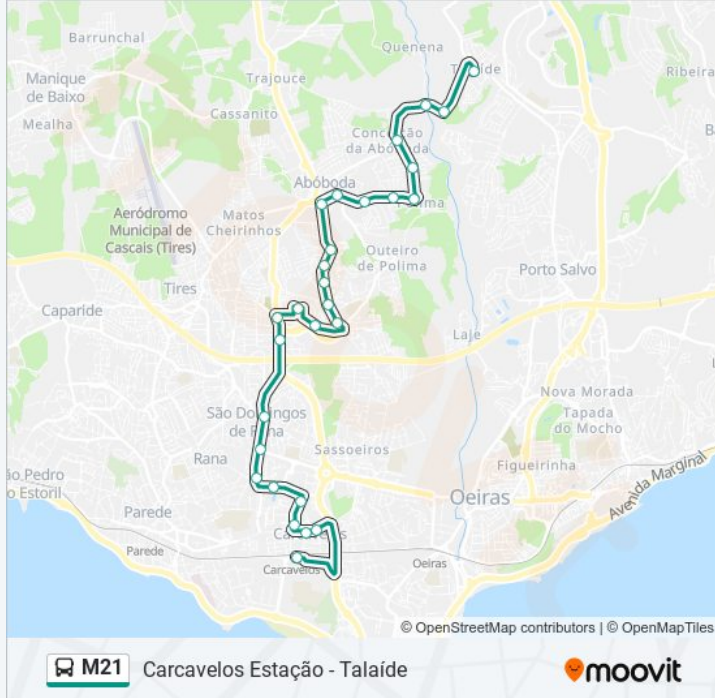 Barrunchal
Quenena
Manique
de Baixo
Trajouce
Talaíde
Ribeira
Mealha
Cassanito
Conceição
da Abóboda
Abóboda
Polima
Aeródromo
Municipal de
Cascais (Tires)
Matos
Cheirinhos
Outeiro
de Polima
Porto Salvo
Tires
Caparide
Laje
Nova Morada
São Domingos
de Rana
Tapada
do Mocho
Sassoeiros
Rana
Figueirinha
ão Pedro
o Estoril
Oeiras
Avenida Marginal
Parede
Carcavelos
Parede
Carcavelos
Oeiras
© OpenStreetMap contributors | © OpenMapTiles
M21 Carcavelos Estação - Talaíde
moovit